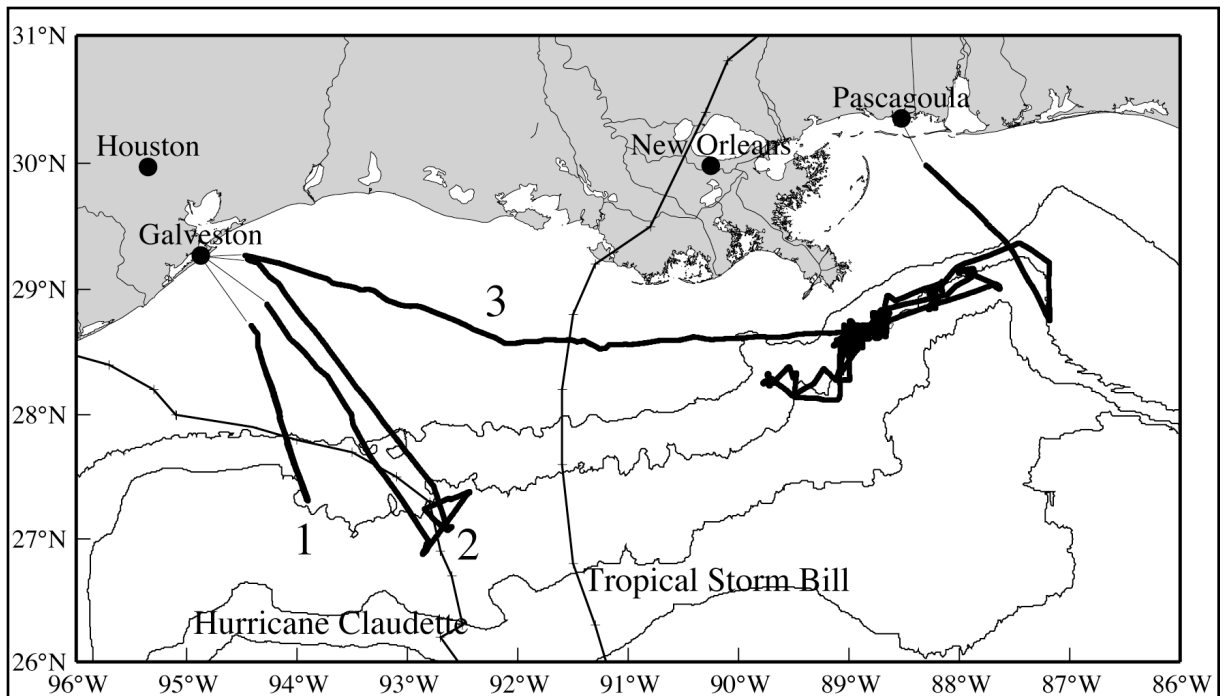 31°N
Pascagoula
Houston
New Orleans
30°N
Galveston
29°N
3
28°N
1
2
27°N
Tropical Storm Bill
Hurricane Claudette
26°N
96°W 95°W 94°W 93°W 92°W 91°W 90°W 89°W 88°W 87°W 86°W